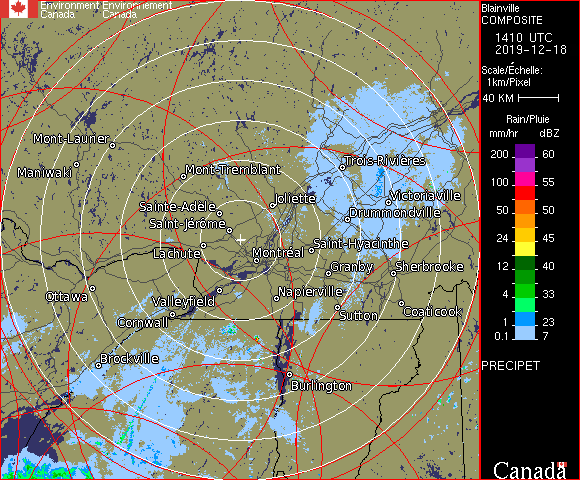 Environment Environnement
Canada Canada
Blainville
COMPOSITE
1410 UTC
2019-12-18
Scale/Échelle:
1km/Pixel
40 KM
Rain/Pluie
mm/hr dBZ
200 60
100 55
50 50
24 45
12 40
4 33
1 23
0.1 7
PRECIPET
Mont-Laurier
Maniwaki
Mont-Tremblant
Trois-Rivières
Sainte-Adèle
Joliette
Victoriaville
Saint-Jérôme
Drummondville
Lachute
Montréal
Saint-Hyacinthe
Granby
Sherbrooke
Ottawa
Valleyfield
Napierville
Cornwall
Sutton
Coaticook
Brockville
Burlington
Canada